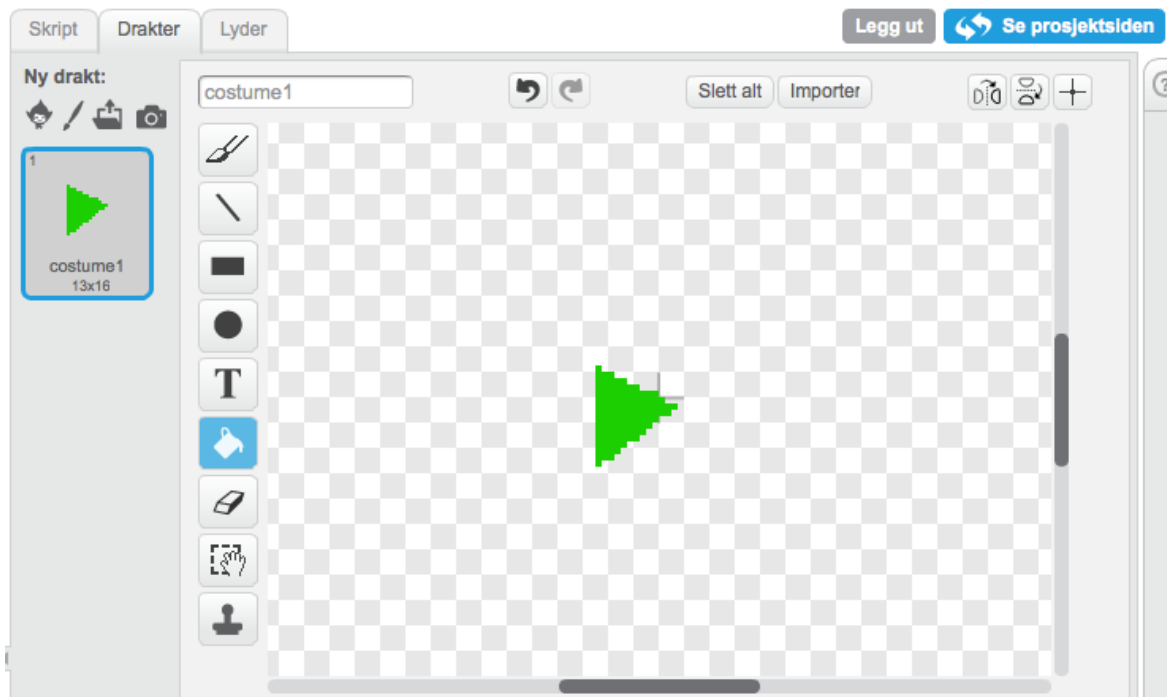 Skript Drakter Lyder Legg ut Se prosjektsiden
Ny drakt:
costume1 Slett alt Importer
1
costume1
13x16
T